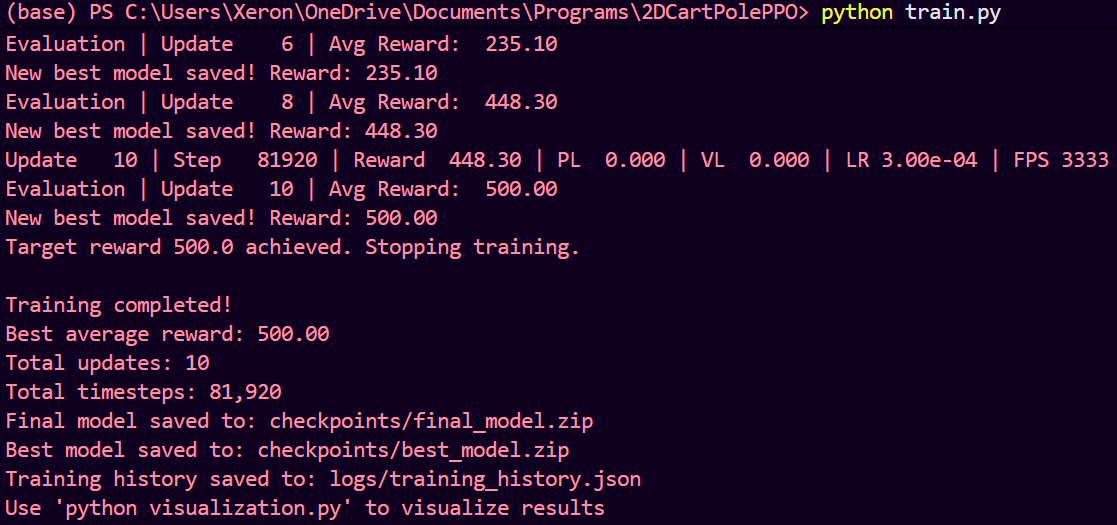 (base) PS C:\Users\Xeron\OneDrive\Documents\Programs\2DCartPolePPO> python train.py
Evaluation | Update    6 | Avg Reward:  235.10
New best model saved! Reward: 235.10
Evaluation | Update    8 | Avg Reward:  448.30
New best model saved! Reward: 448.30
Update   10 | Step   81920 | Reward  448.30 | PL  0.000 | VL  0.000 | LR 3.00e-04 | FPS 3333
Evaluation | Update   10 | Avg Reward:  500.00
New best model saved! Reward: 500.00
Target reward 500.0 achieved. Stopping training.
Training completed!
Best average reward: 500.00
Total updates: 10
Total timesteps: 81,920
Final model saved to: checkpoints/final_model.zip
Best model saved to: checkpoints/best_model.zip
Training history saved to: logs/training_history.json
Use 'python visualization.py' to visualize results